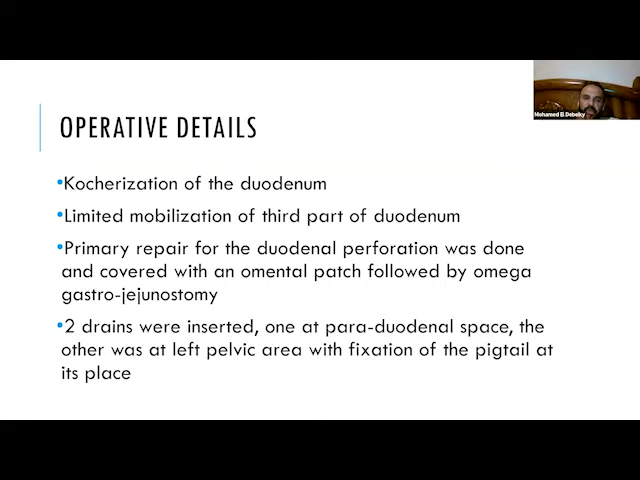 Mohamed El Debeiky
OPERATIVE DETAILS
•Kocherization of the duodenum
•Limited mobilization of third part of duodenum
•Primary repair for the duodenal perforation was done
and covered with an omental patch followed by omega
gastro-jejunostomy
•2 drains were inserted, one at para-duodenal space, the
other was at left pelvic area with fixation of the pigtail at
its place